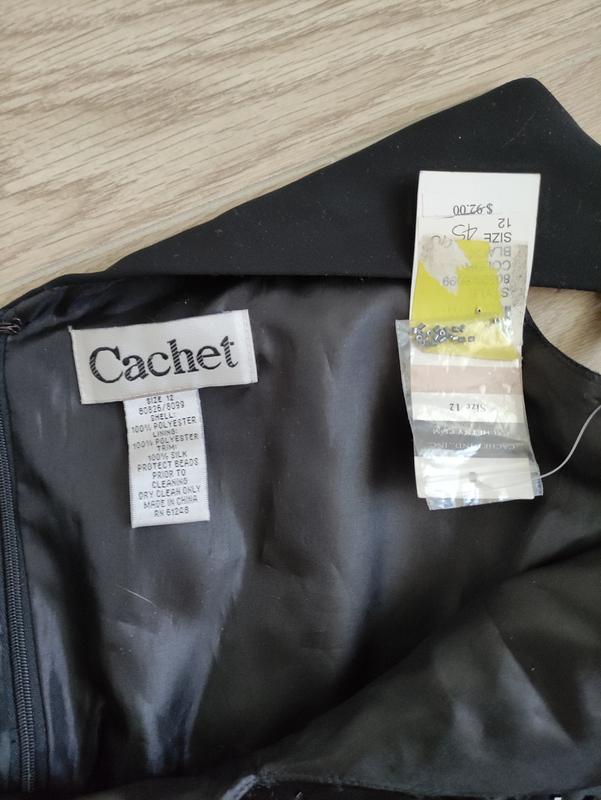 Cachet
SIZE 12
80826/8099
SHELL:
100% POLYESTER
LINING:
100% POLYESTER
TRIM:
100% SILK
PROTECT BEADS
PRIOR TO
CLEANING
DRY CLEAN ONLY
MADE IN CHINA
RN 61248
SIZE
12
$ 92.00
Size 12